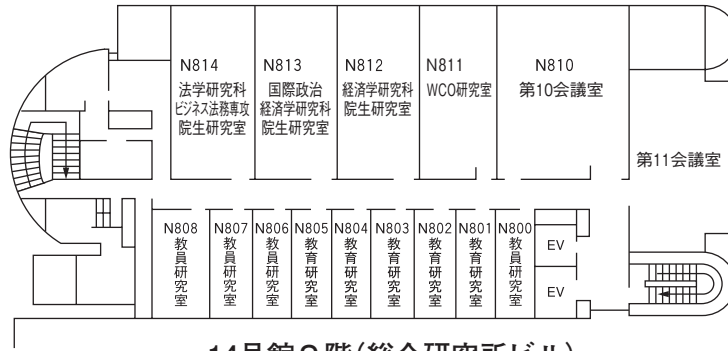 N814
法学研究科
ビジネス法務専攻
院生研究室
N813
国際政治
経済学研究科
院生研究室
N812
経済学研究科
院生研究室
N811
WCO研究室
N810
第10会議室
第11会議室
N808
教員研究室
N807
教員研究室
N806
教員研究室
N805
教育研究室
N804
教育研究室
N803
教育研究室
N802
教育研究室
N801
教育研究室
N800
教員研究室
EV
EV